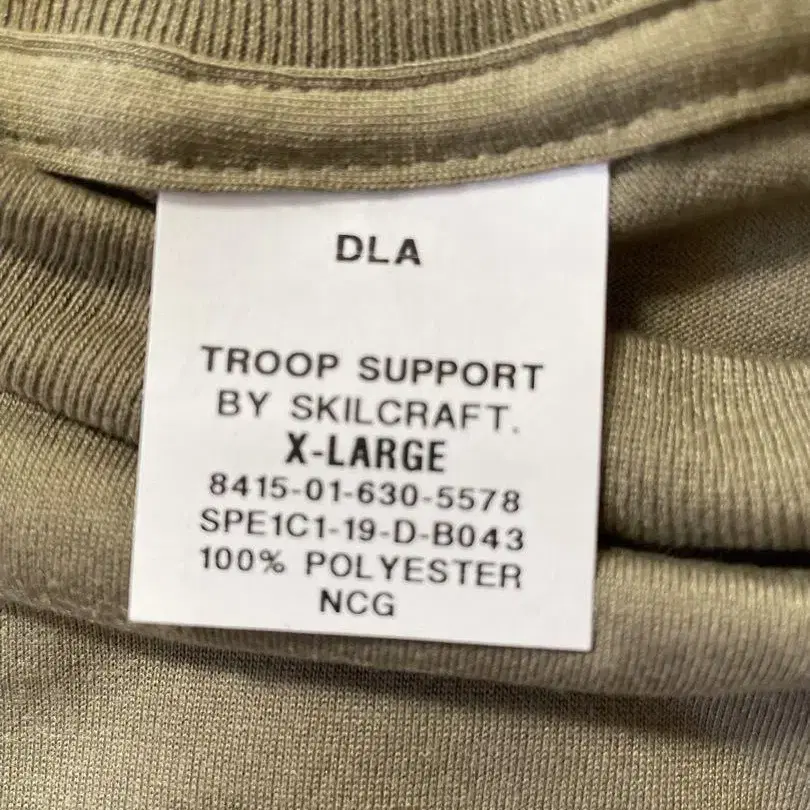 DLA
TROOP SUPPORT
BY SKILCRAFT.
X-LARGE
8415-01-630-5578
SPE1C1-19-D-B043
100% POLYESTER
NCG